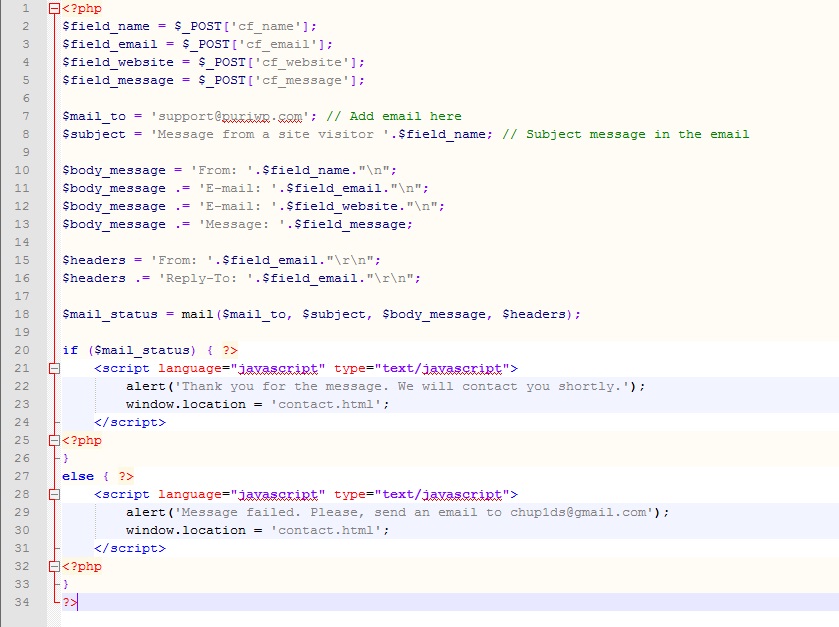 1 <?php
2 $field_name = $_POST['cf_name'];
3 $field_email = $_POST['cf_email'];
4 $field_website = $_POST['cf_website'];
5 $field_message = $_POST['cf_message'];
6
7 $mail_to = 'support@puriwp.com'; // Add email here
8 $subject = 'Message from a site visitor '.$field_name; // Subject message in the email
9
10 $body_message = 'From: '.$field_name."\n";
11 $body_message .= 'E-mail: '.$field_email."\n";
12 $body_message .= 'E-mail: '.$field_website."\n";
13 $body_message .= 'Message: '.$field_message;
14
15 $headers = 'From: '.$field_email."\r\n";
16 $headers .= 'Reply-To: '.$field_email."\r\n";
17
18 $mail_status = mail($mail_to, $subject, $body_message, $headers);
19
20 if ($mail_status) { ?>
21 <script language="javascript" type="text/javascript">
22 alert('Thank you for the message. We will contact you shortly.');
23 window.location = 'contact.html';
24 </script>
25 <?php
26 }
27 else { ?>
28 <script language="javascript" type="text/javascript">
29 alert('Message failed. Please, send an email to chup1ds@gmail.com');
30 window.location = 'contact.html';
31 </script>
32 <?php
33 }
34 ?>